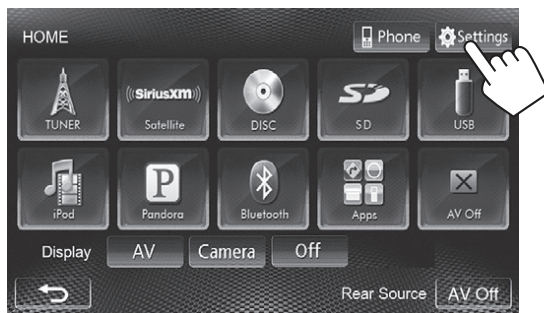 HOME
Phone
Settings
TUNER
((SiriusXM))
Satellite
DISC
SD
USB
iPod
P
Pandora
Bluetooth
Apps
AV Off
Display
AV
Camera
Off
Rear Source
AV Off